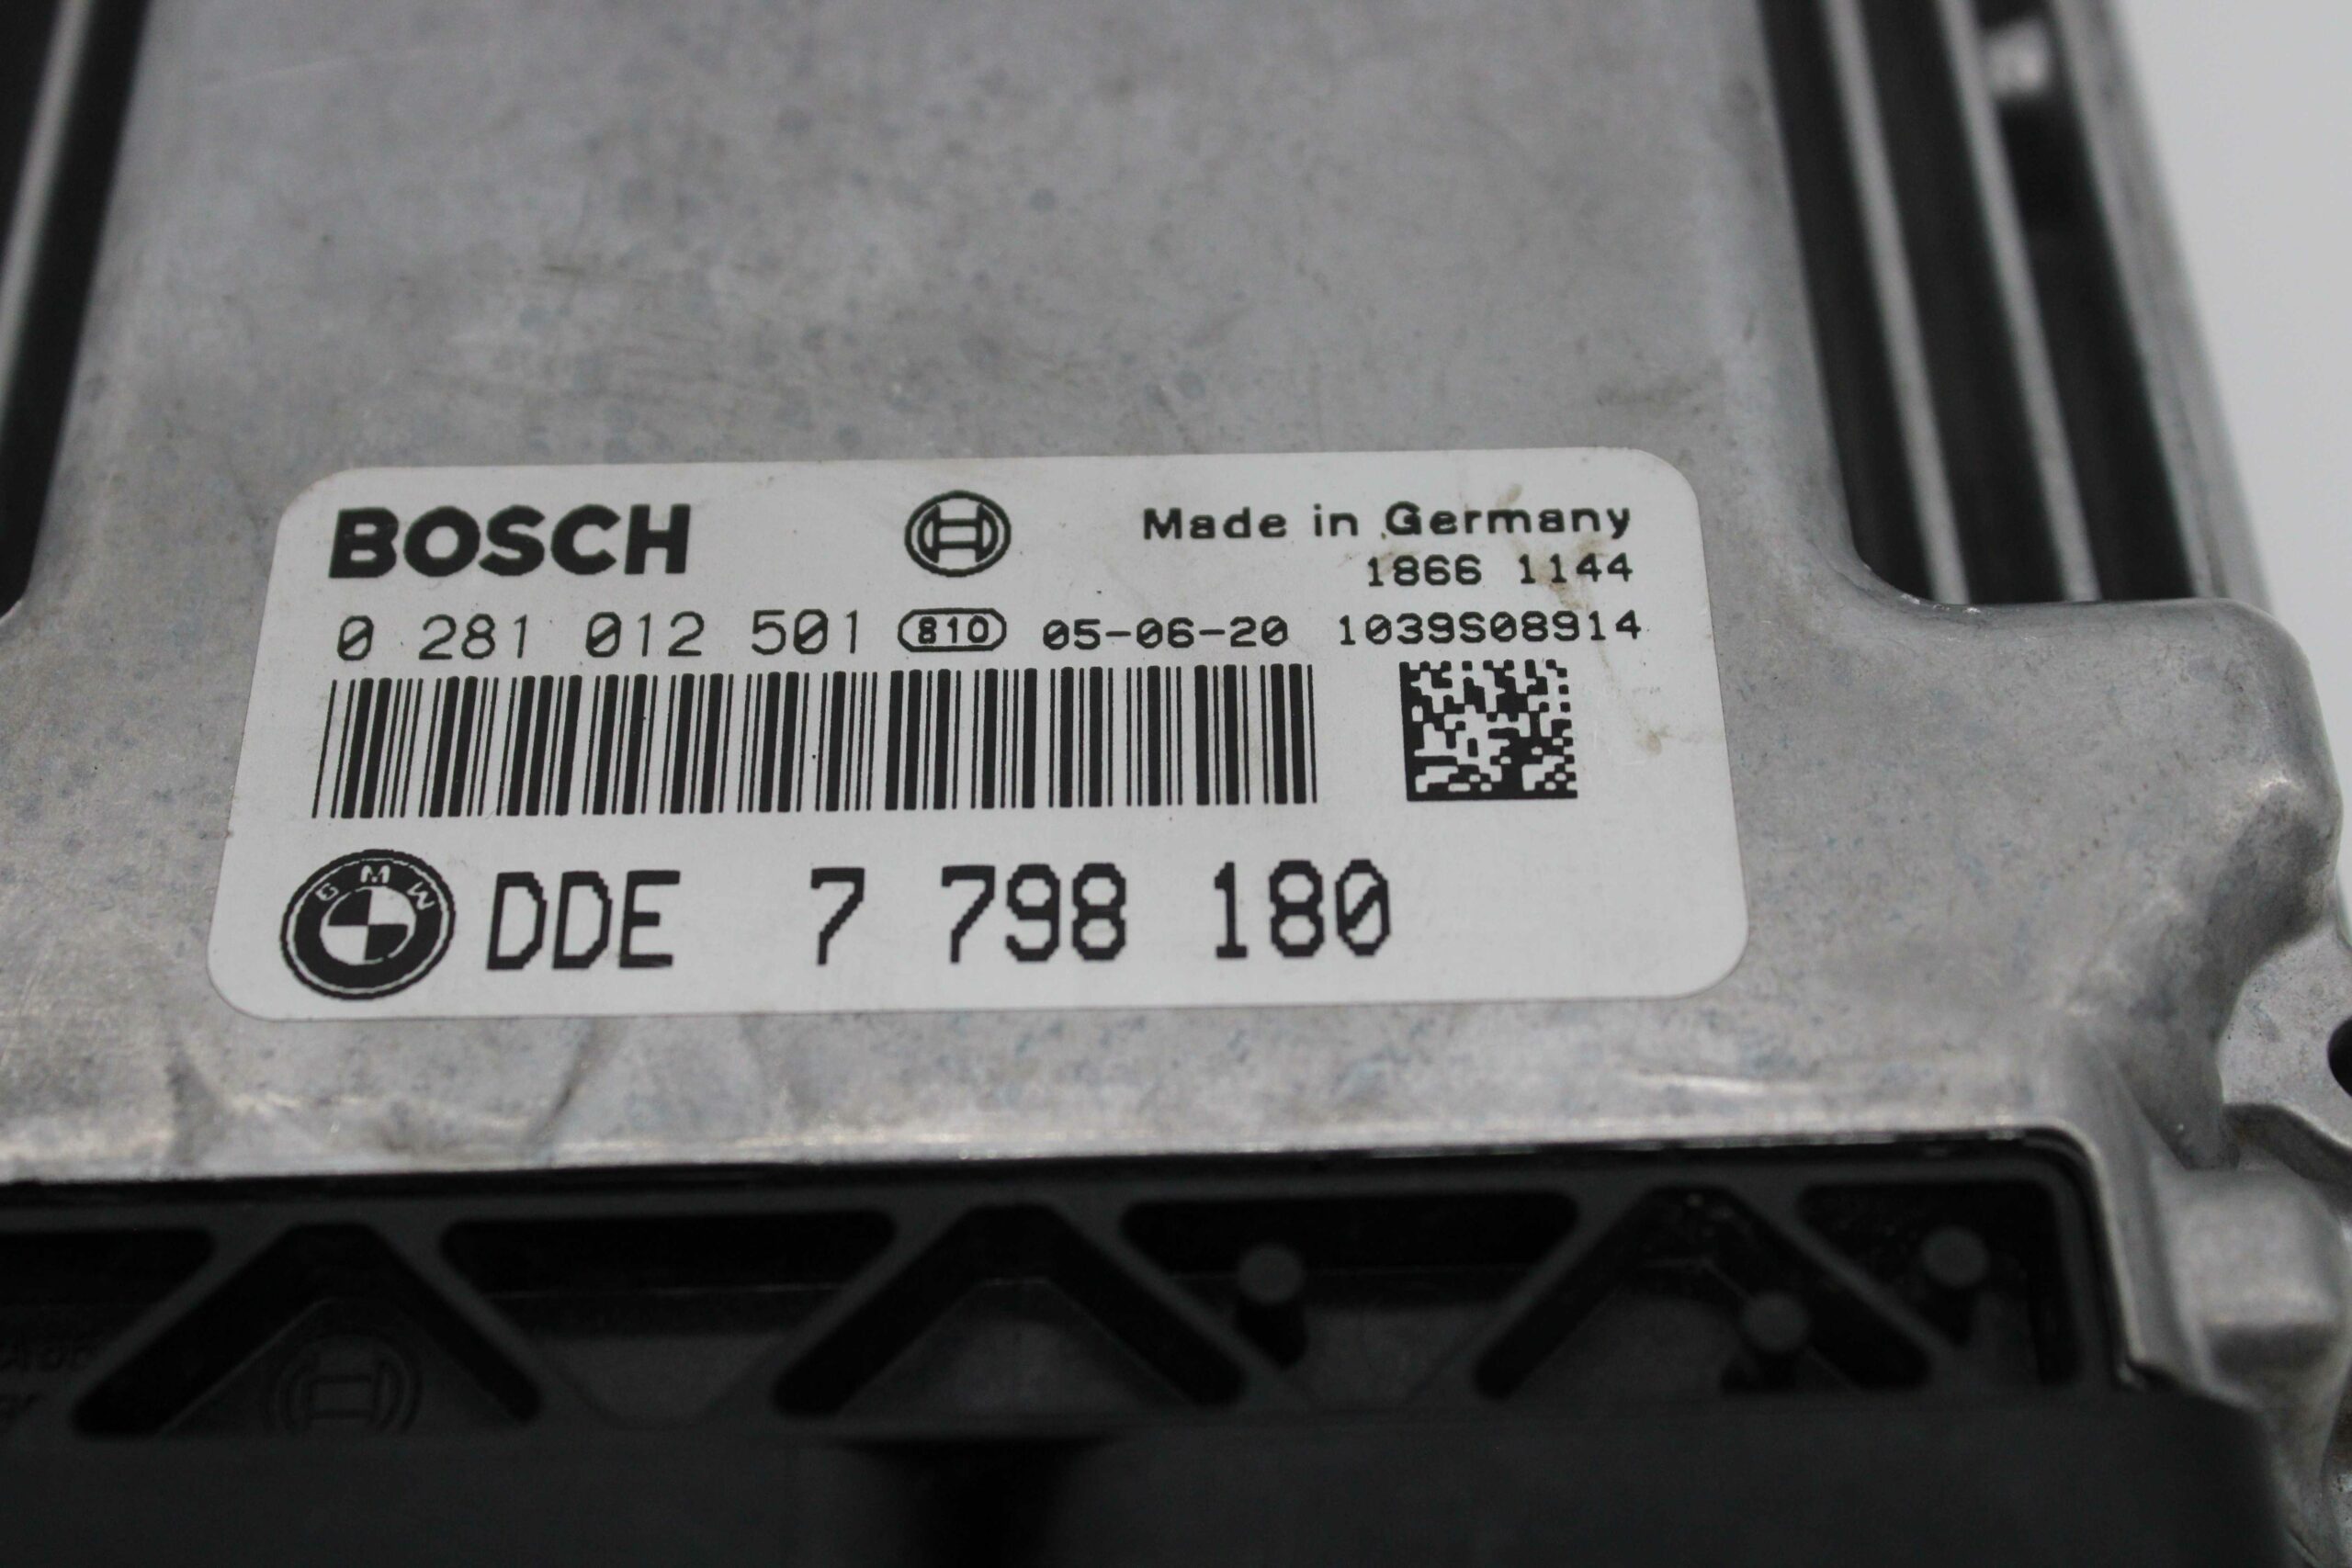 BOSCH
Made in Germany
1866 1144
0 281 012 501 810 05-06-20 1039S08914
BMW DDE 7 798 180